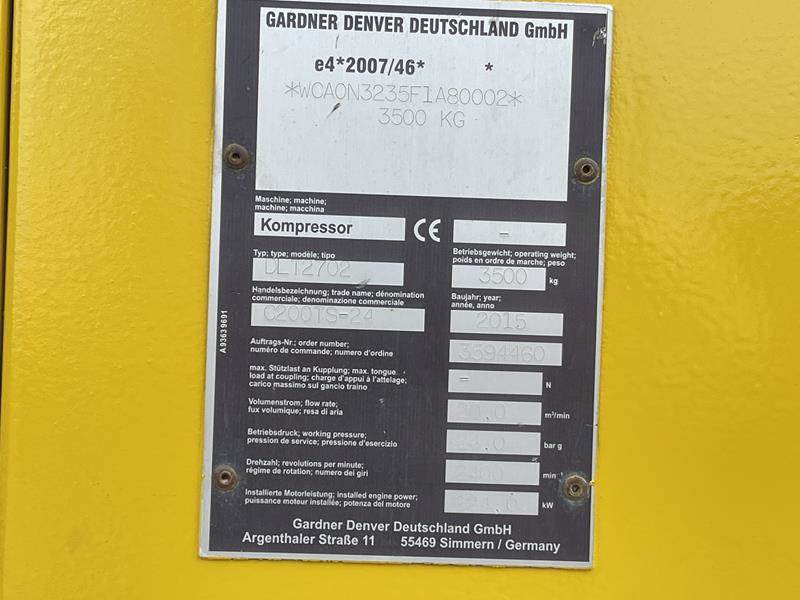 GARDNER DENVER DEUTSCHLAND GmbH
e4*2007/46* *
*WCA0N3235F1A80002*
3500 KG
Maschine; machine;
machine; macchina
Kompressor
CE
-
Typ; type; modèle; tipo
DLT2702
Betriebsgewicht; operating weight;
poids en ordre de marche; peso
3500 kg
Handelsbezeichnung; trade name; dénomination
commerciale; denominazione commerciale
C200TS-24
Baujahr; year;
année, anno
2015
Auftrags-Nr.; order number;
numéro de commande; numero d'ordine
3594460
max. Stützlast an Kupplung; max. tongue
load at coupling; charge d'appui à l'attelage;
carico massimo sul gancio traino
- N
Volumenstrom; flow rate;
fux volumique; resa di aria
m³/min
Betriebsdruck; working pressure;
pression de service; pressione d'esercizio
bar g
Drehzahl; revolutions per minute;
régime de rotation; numero dei giri
min
Installierte Motorleistung; installed engine power;
puissance moteur installée; potenza del motore
kW
Gardner Denver Deutschland GmbH
Argenthaler Straße 11 55469 Simmern / Germany
A93639691